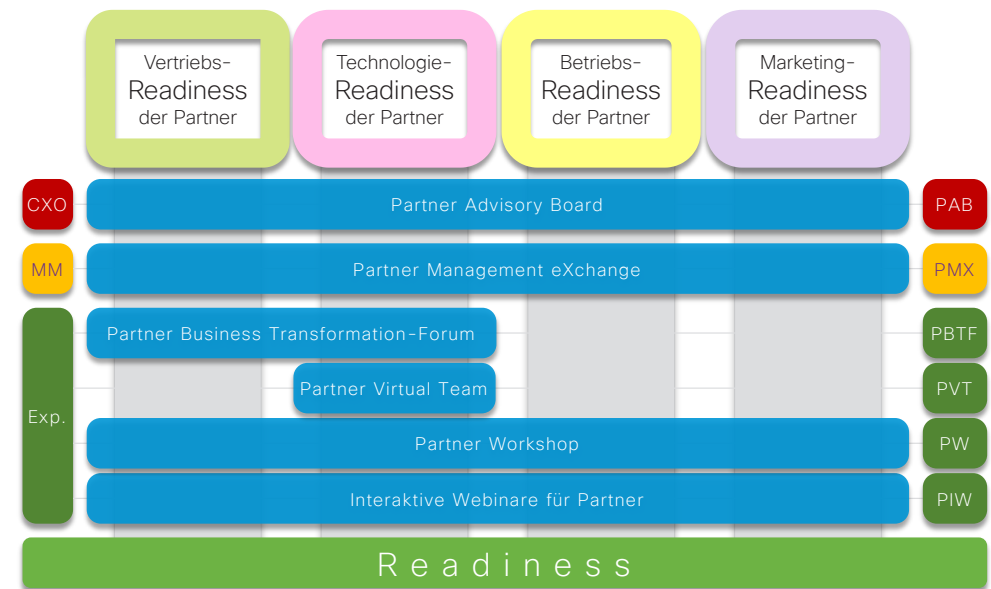 Vertriebs-
Readiness
der Partner
Technologie-
Readiness
der Partner
Betriebs-
Readiness
der Partner
Marketing-
Readiness
der Partner
CXO
Partner Advisory Board
PAB
MM
Partner Management eXchange
PMX
Exp.
Partner Business Transformation-Forum
PBTF
Partner Virtual Team
PVT
Partner Workshop
PW
Interaktive Webinare für Partner
PIW
Readiness